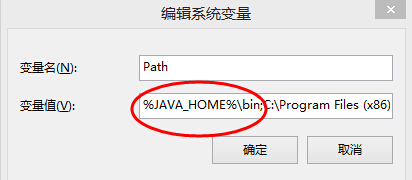 编辑系统变量
变量名(N):
Path
变量值(V):
%JAVA_HOME%\bin;C:\Program Files (x86)
确定
取消